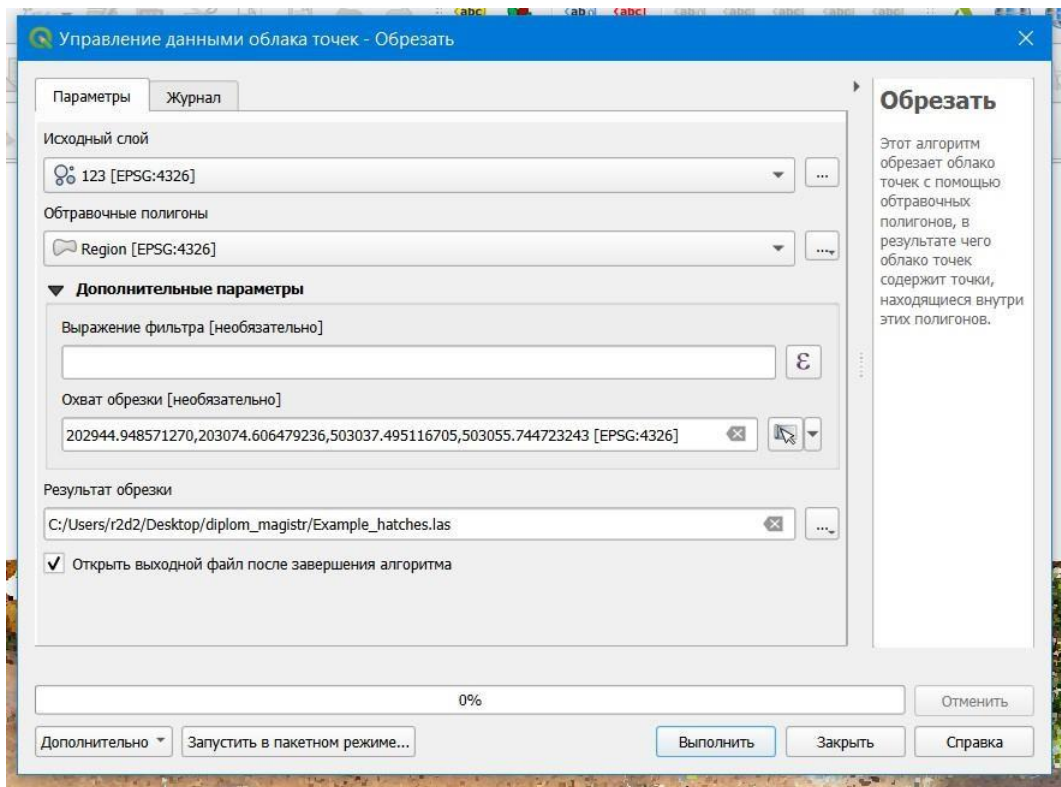 Управление данными облака точек - Обрезать
Параметры
Журнал
Исходный слой
123 [EPSG:4326]
...
Обтравочные полигоны
Region [EPSG:4326]
...
Дополнительные параметры
Выражение фильтра [необязательно]
ε
Охват обрезки [необязательно]
202944.948571270,203074.606479236,503037.495116705,503055.744723243 [EPSG:4326]
Результат обрезки
C:/Users/r2d2/Desktop/diplom_magistr/Example_hatches.las
...
Открыть выходной файл после завершения алгоритма
Обрезать
Этот алгоритм
обрезает облако
точек с помощью
обтравочных
полигонов, в
результате чего
облако точек
содержит точки,
находящиеся внутри
этих полигонов.
0%
Отменить
Дополнительно
Запустить в пакетном режиме...
Выполнить
Закрыть
Справка